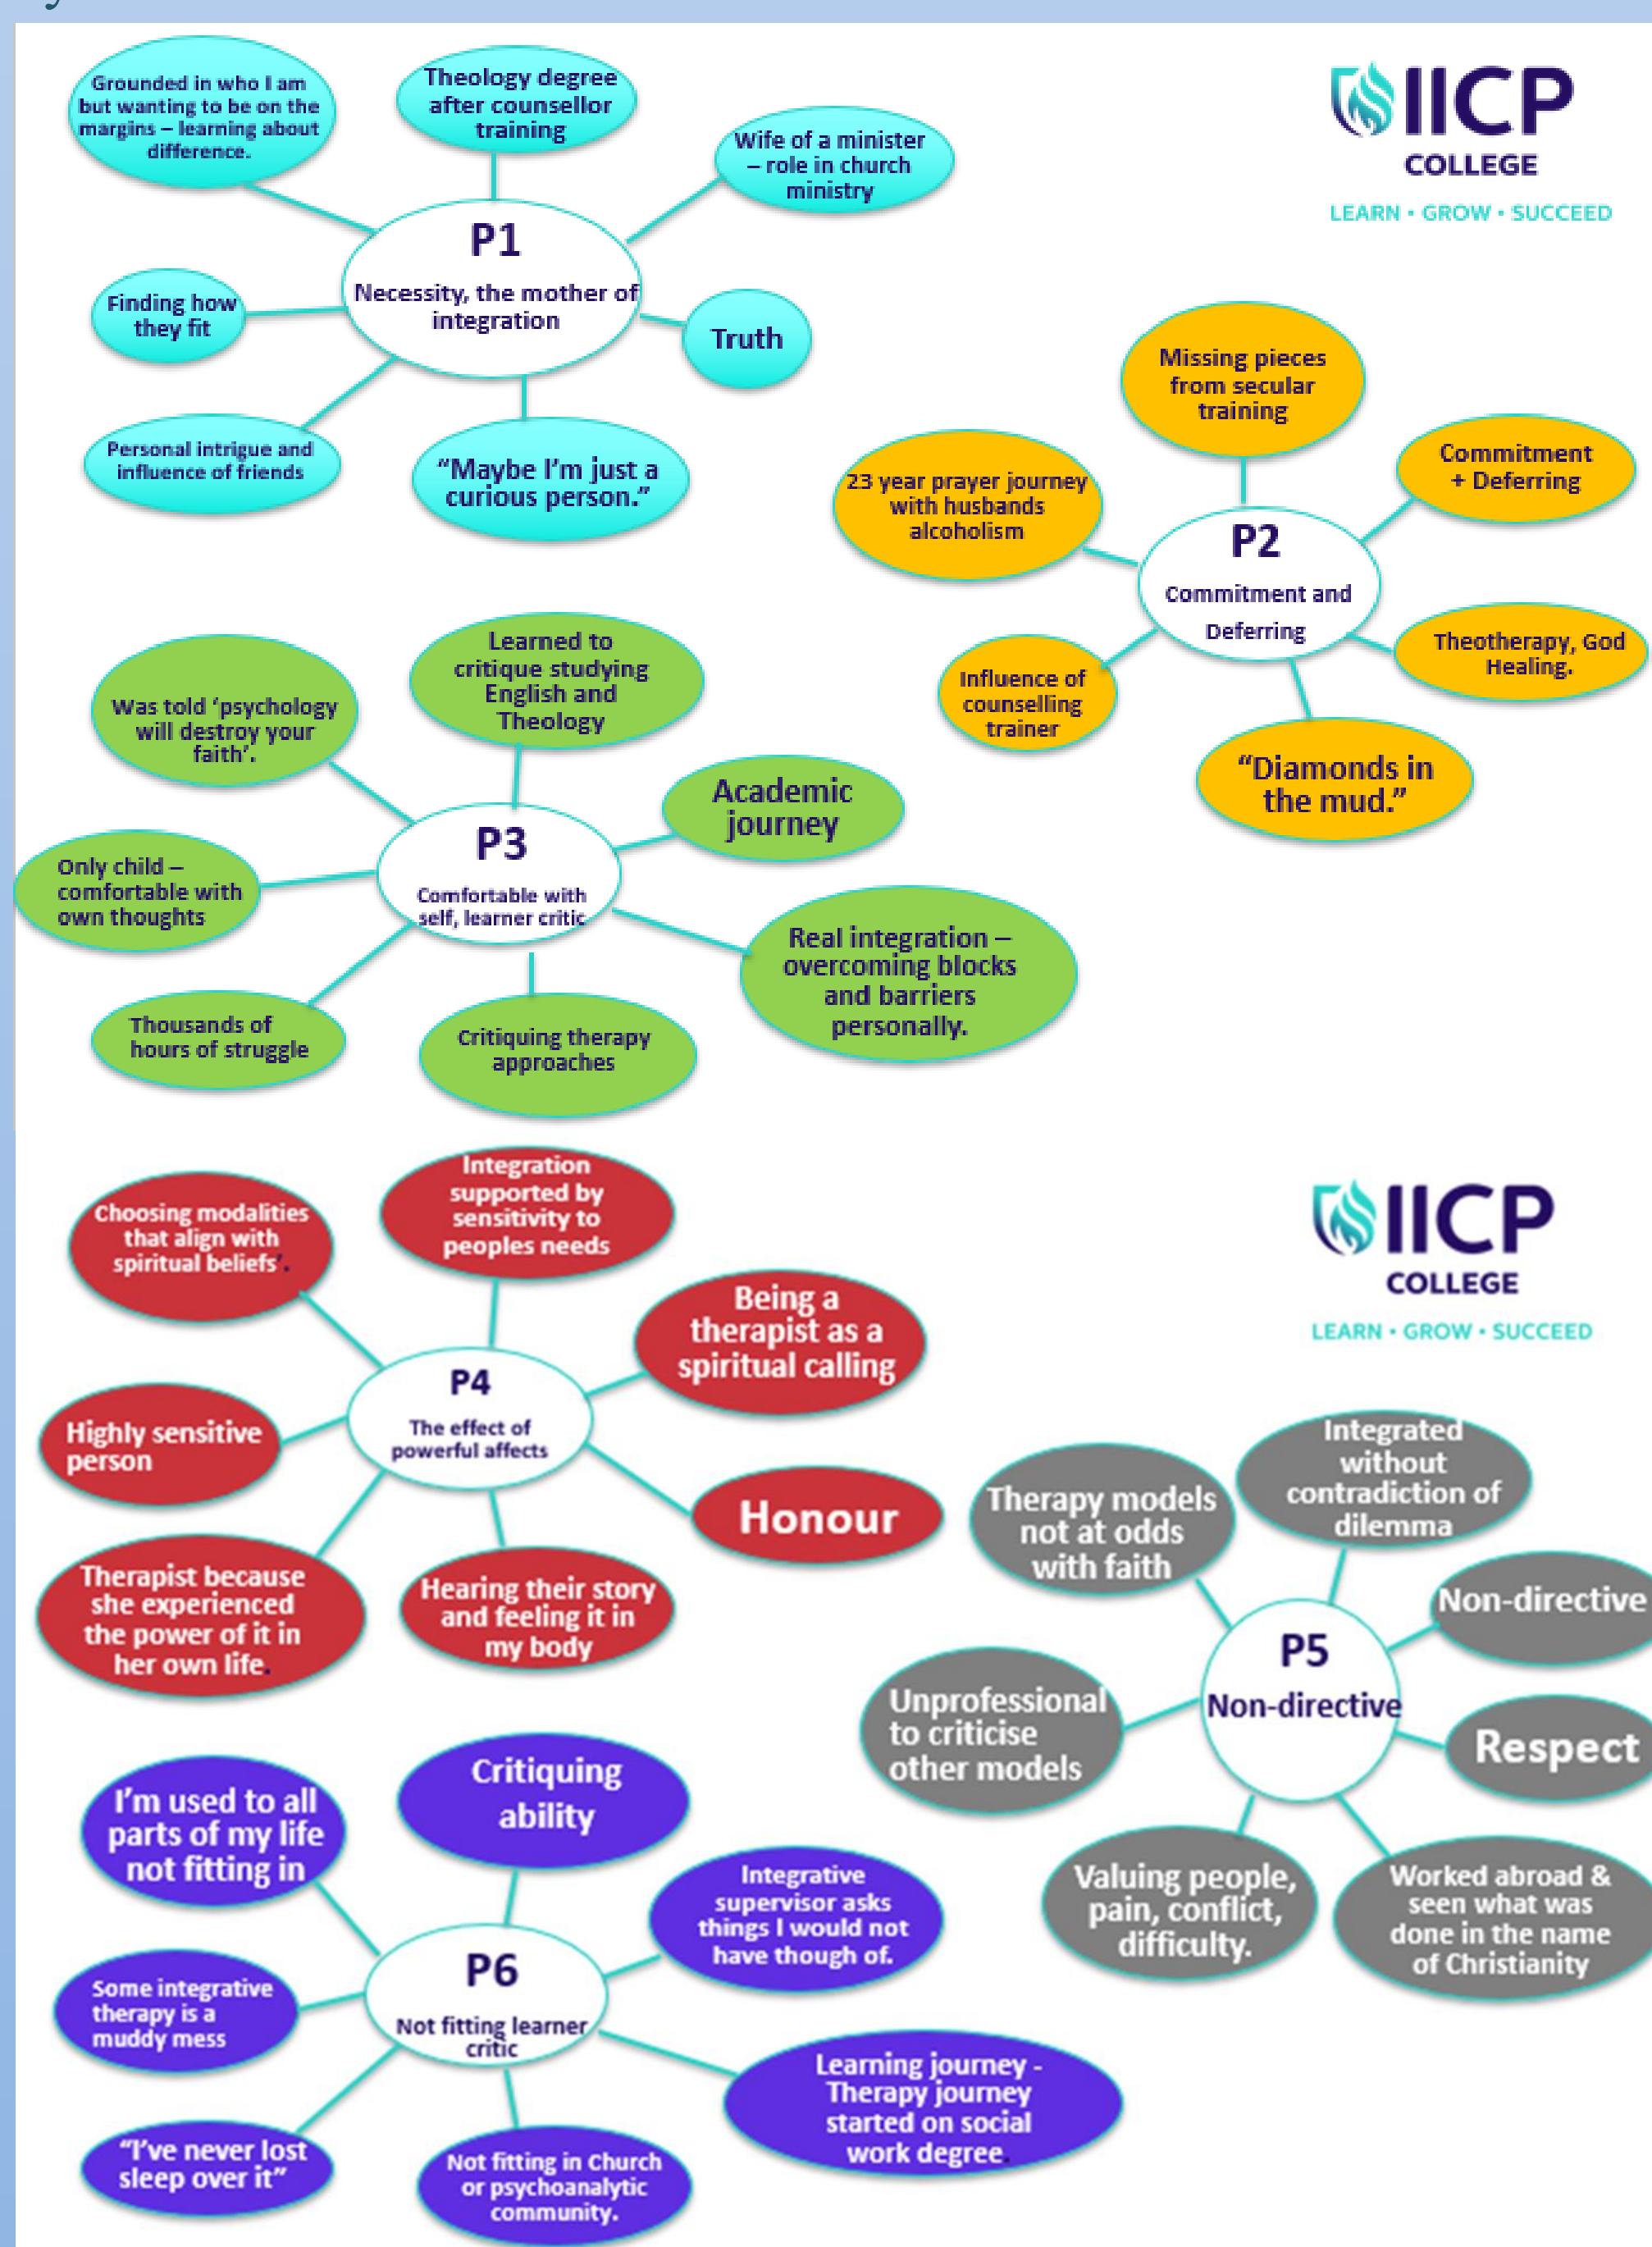 Grounded in who I am
but wanting to be on the
margins – learning about
difference.
Theology degree
after counsellor
training
Wife of a minister
– role in church
ministry
P1
Necessity, the mother of
integration
Finding how
they fit
Truth
Personal intrigue and
influence of friends
“Maybe I’m just a
curious person.”
IICP
COLLEGE
LEARN • GROW • SUCCEED
Missing pieces
from secular
training
23 year prayer journey
with husbands
alcoholism
Commitment
+ Deferring
P2
Commitment and
Deferring
Influence of
counselling
trainer
Theotherapy, God
Healing.
“Diamonds in
the mud.”
Was told ‘psychology
will destroy your
faith’.
Learned to
critique studying
English and
Theology
Academic
journey
P3
Comfortable with
self, learner critic
Only child –
comfortable with
own thoughts
Real integration –
overcoming blocks
and barriers
personally.
Thousands of
hours of struggle
Critiquing therapy
approaches
Choosing modalities
that align with
spiritual beliefs’.
Integration
supported by
sensitivity to
peoples needs
Being a
therapist as a
spiritual calling
P4
The effect of
powerful affects
Highly sensitive
person
Honour
Therapist because
she experienced
the power of it in
her own life.
Hearing their story
and feeling it in
my body
IICP
COLLEGE
LEARN • GROW • SUCCEED
Therapy models
not at odds
with faith
Integrated
without
contradiction of
dilemma
Non-directive
P5
Non-directive
Unprofessional
to criticise
other models
Respect
Valuing people,
pain, conflict,
difficulty.
Worked abroad &
seen what was
done in the name
of Christianity
I’m used to all
parts of my life
not fitting in
Critiquing
ability
Integrative
supervisor asks
things I would not
have though of.
P6
Not fitting learner
critic
Some integrative
therapy is a
muddy mess
Learning journey -
Therapy journey
started on social
work degree.
“I’ve never lost
sleep over it”
Not fitting in Church
or psychoanalytic
community.